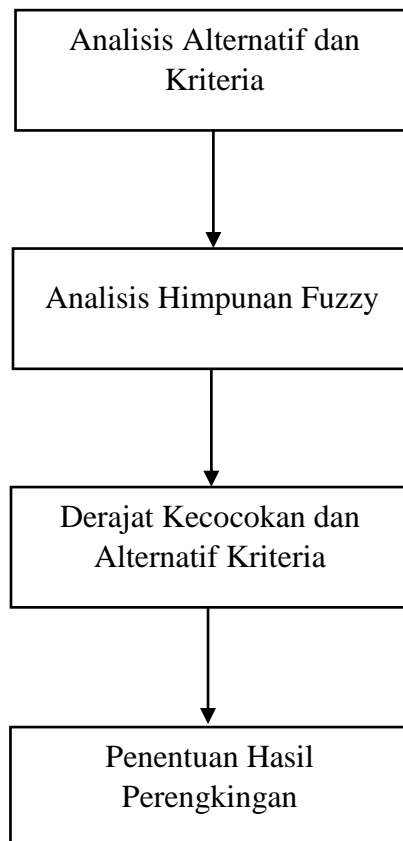 Analisis Alternatif dan
Kriteria
Analisis Himpunan Fuzzy
Derajat Kecocokan dan
Alternatif Kriteria
Penentuan Hasil
Perengkingan